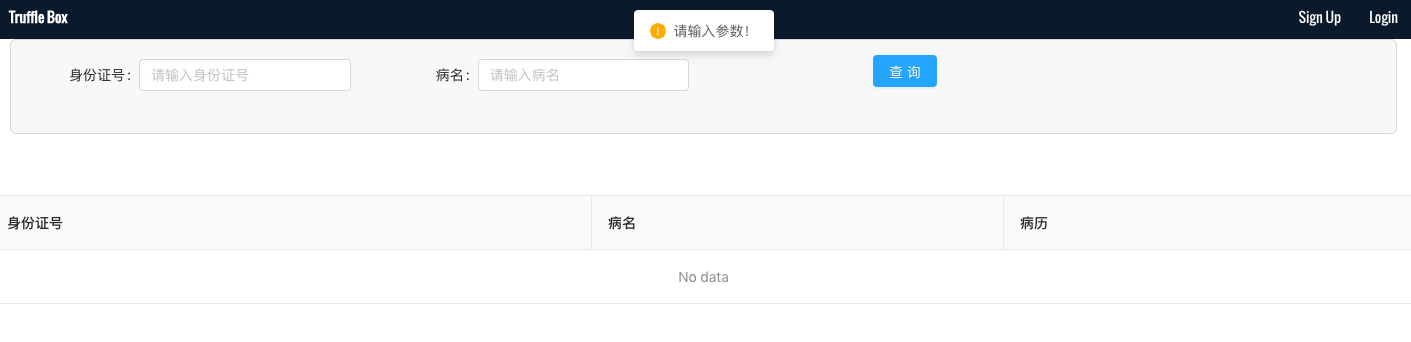 Truffle Box
请输入参数！
Sign Up
Login
身份证号：
请输入身份证号
病名：
请输入病名
查 询
身份证号
病名
病历
No data